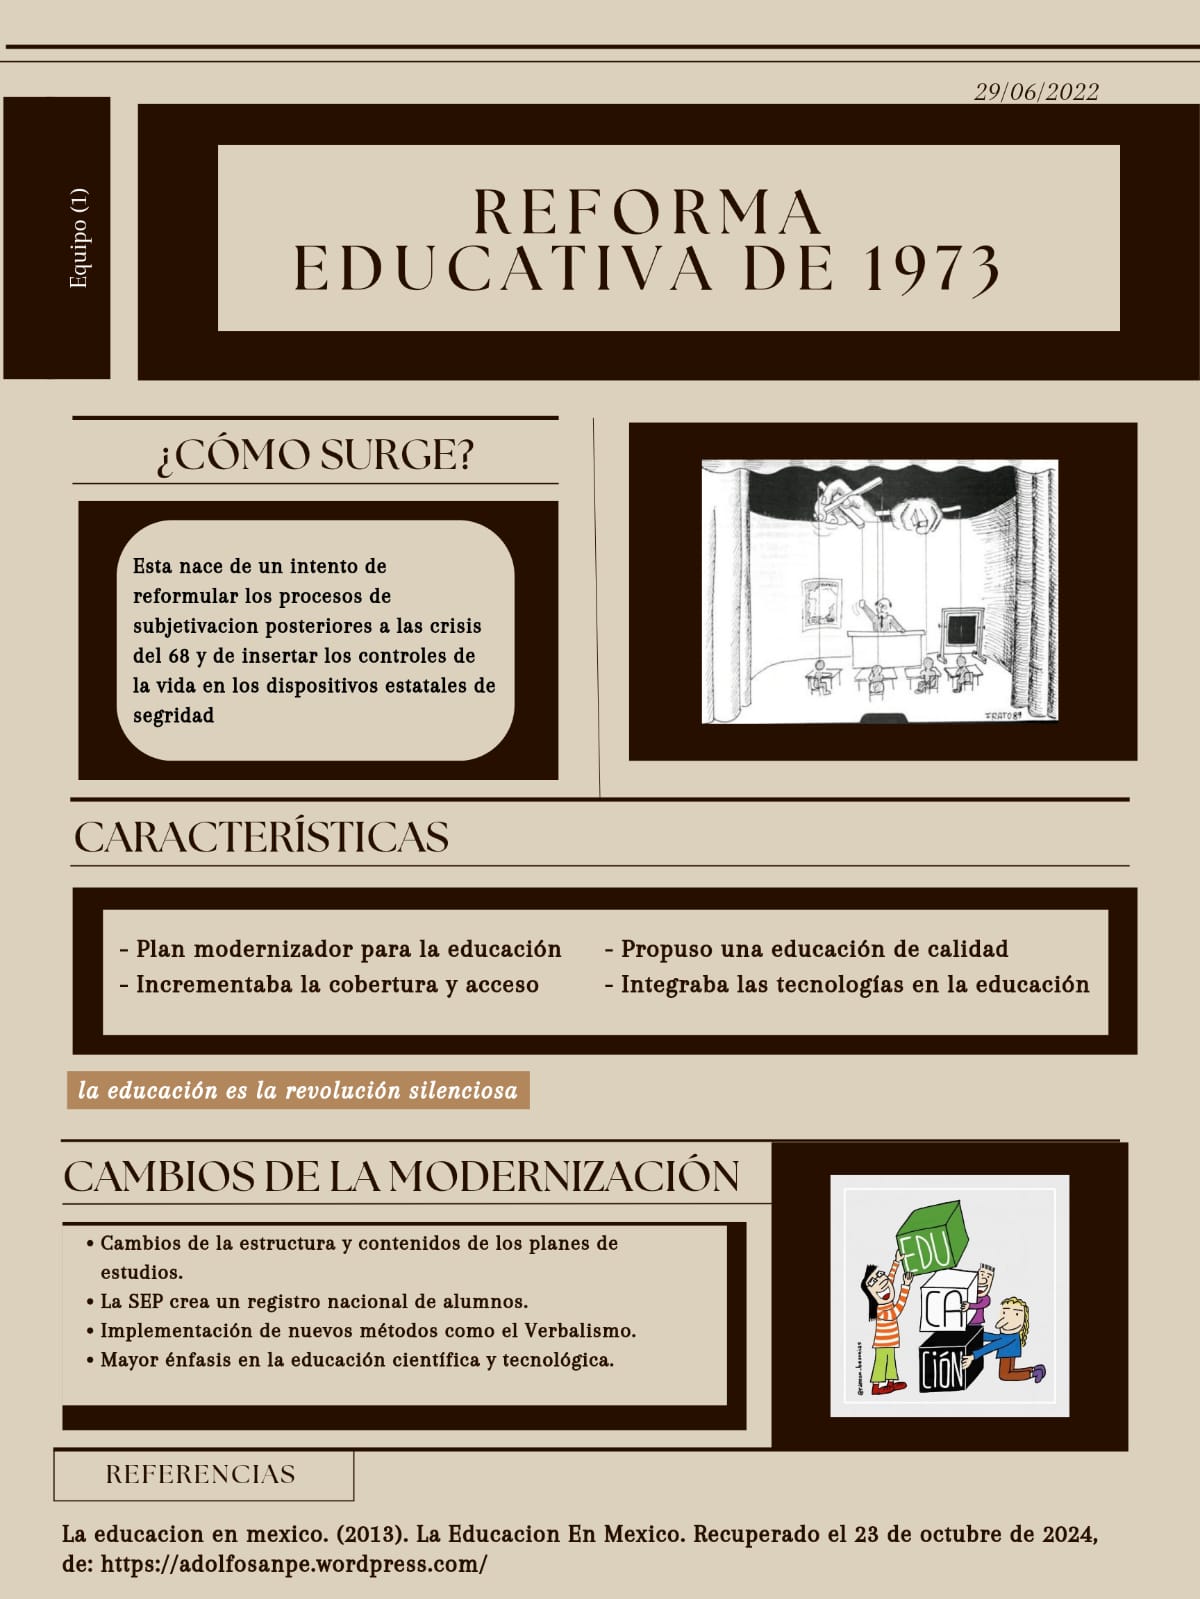 29/06/2022
Equipo (1)
REFORMA
EDUCATIVA DE 1973
¿CÓMO SURGE?
Esta nace de un intento de
reformular los procesos de
subjetivacion posteriores a las crisis
del 68 y de insertar los controles de
la vida en los dispositivos estatales de
segridad
IRATO 89
CARACTERÍSTICAS
- Plan modernizador para la educación
- Incrementaba la cobertura y acceso
- Propuso una educación de calidad
- Integraba las tecnologías en la educación
la educación es la revolución silenciosa
CAMBIOS DE LA MODERNIZACIÓN
• Cambios de la estructura y contenidos de los planes de
estudios.
• La SEP crea un registro nacional de alumnos.
• Implementación de nuevos métodos como el Verbalismo.
• Mayor énfasis en la educación científica y tecnológica.
EDU
CA
CIÓN
REFERENCIAS
La educacion en mexico. (2013). La Educacion En Mexico. Recuperado el 23 de octubre de 2024,
de: https://adolfosanpe.wordpress.com/